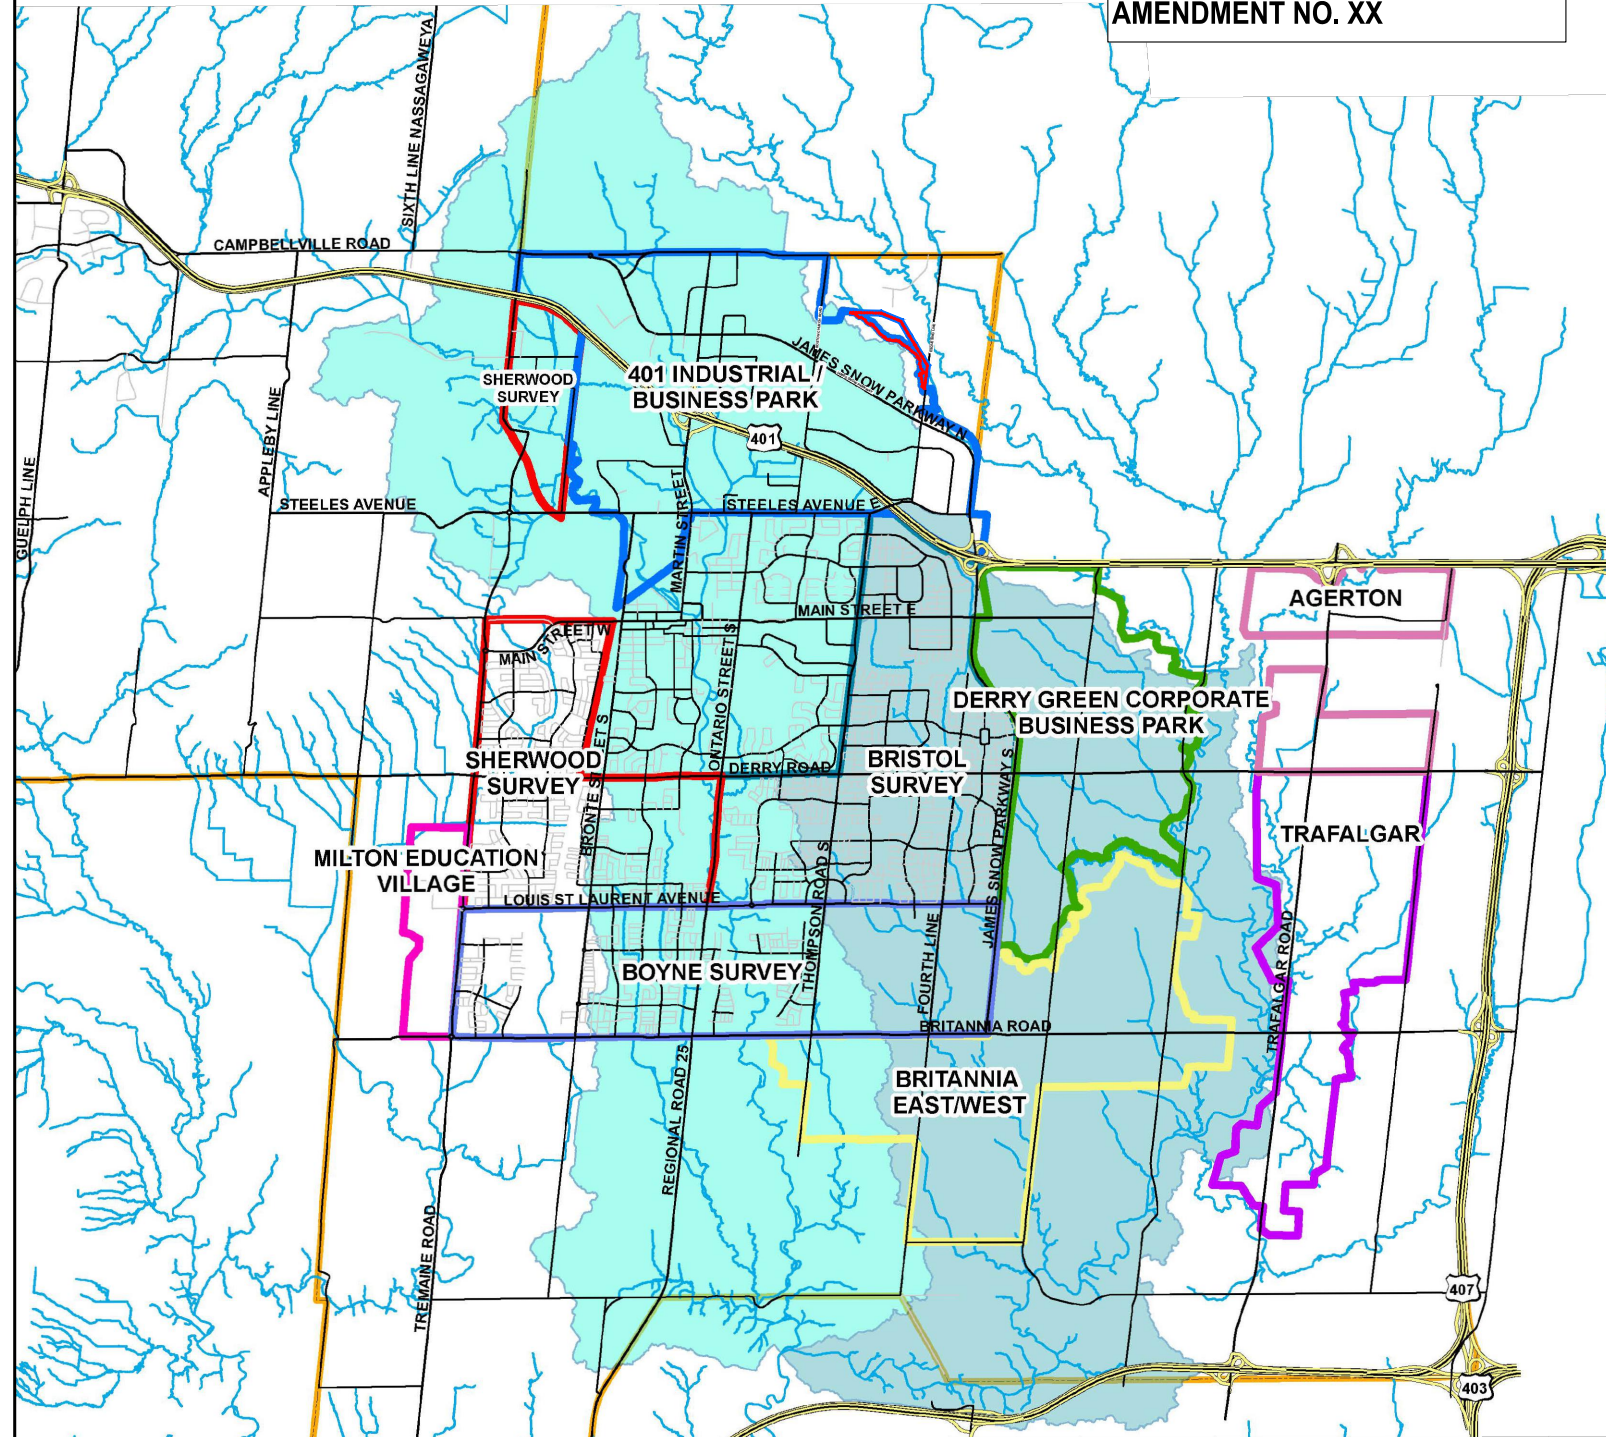 AMENDMENT NO. XX
SIXTH LINE NASSAGAWEYA
CAMPBELLVILLE ROAD
JAMES SNOW PARKWAY N
401 INDUSTRIAL /
BUSINESS PARK
SHERWOOD
SURVEY
401
APPLEBY LINE
GUELPH LINE
STEELES AVENUE
MARTIN STREET
STEELES AVENUE E
AGERTON
MAIN STREET E
MAIN STREET W
ONTARIO STREET S
DERRY GREEN CORPORATE
BUSINESS PARK
SHERWOOD
SURVEY
BRONTE STREET S
DERRY ROAD
BRISTOL
SURVEY
JAMES SNOW PARKWAY S
TRAFALGAR
MILTON EDUCATION
VILLAGE
LOUIS ST LAURENT AVENUE
THOMPSON ROAD S
FOURTH LINE
BOYNE SURVEY
TRAFALGAR ROAD
BRITANNIA ROAD
BRITANNIA
EAST/WEST
REGIONAL ROAD 25
TREMAINE ROAD
407
403